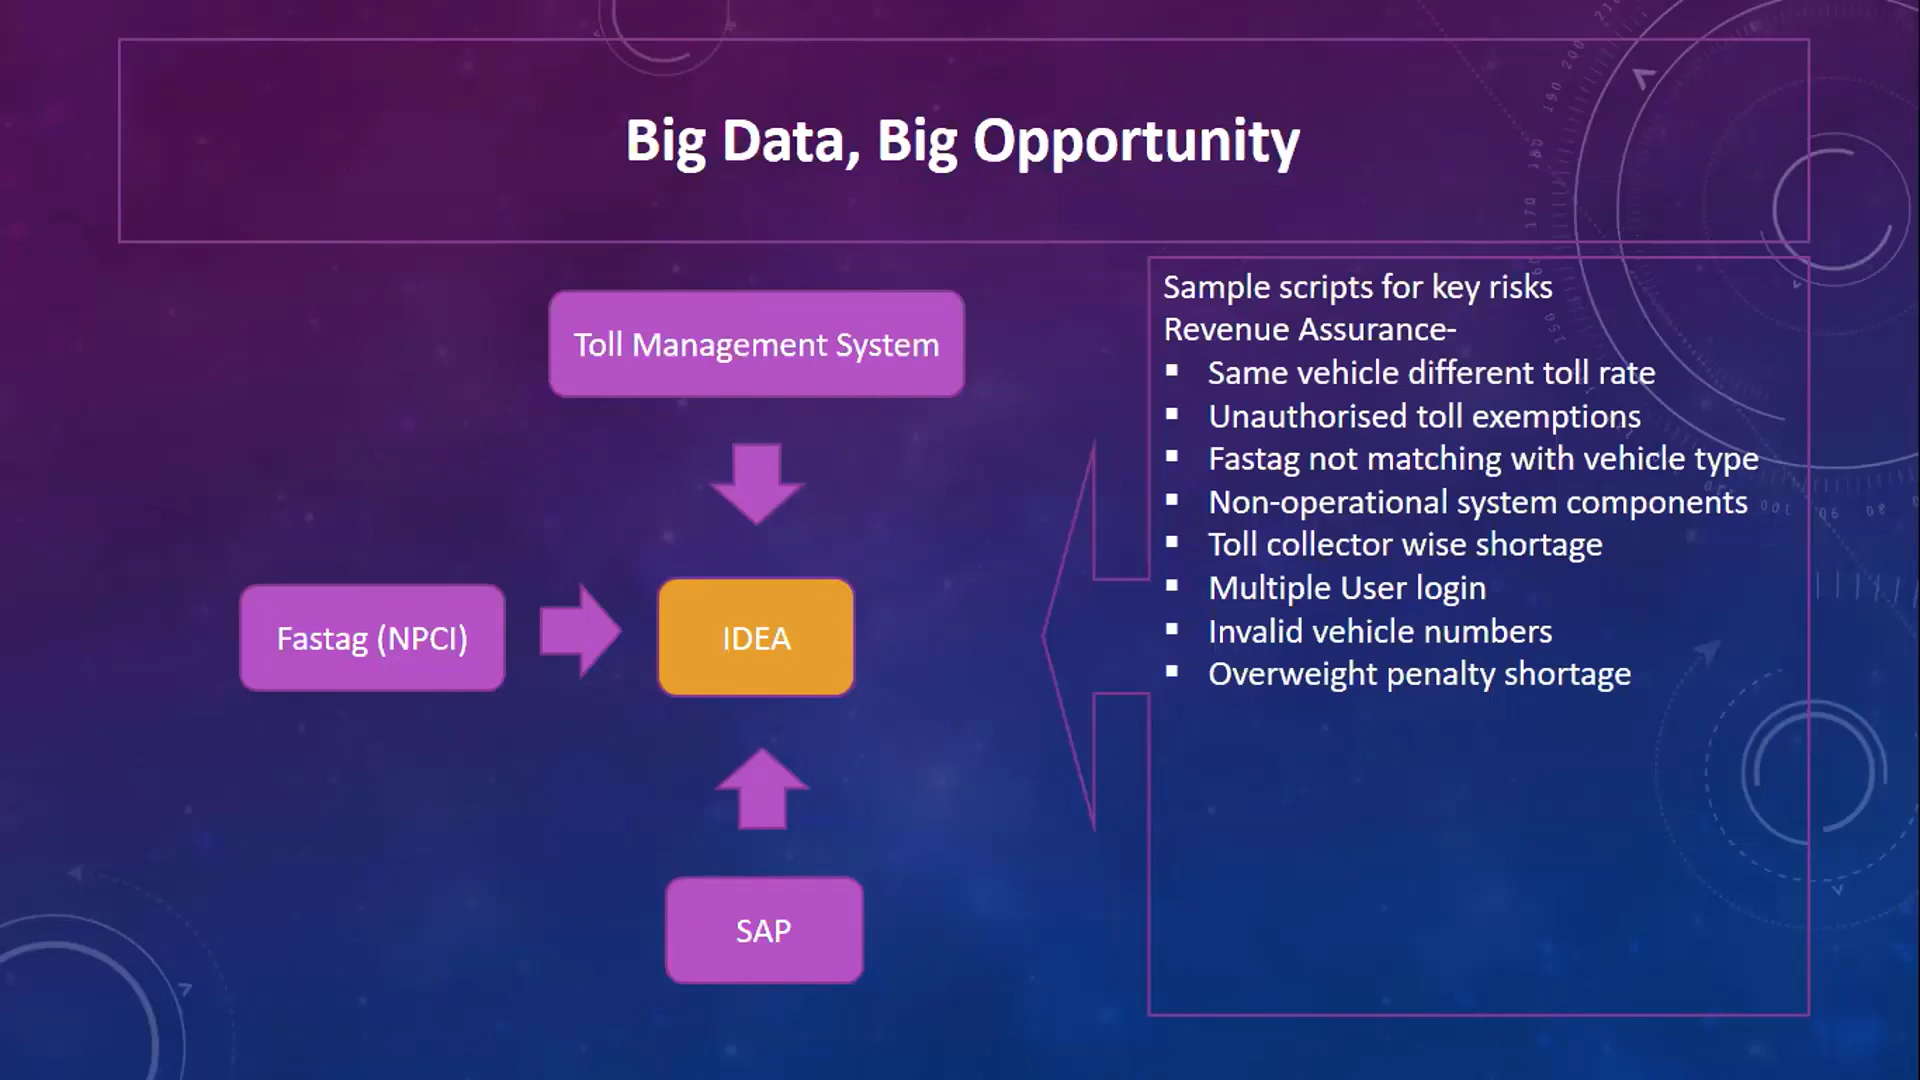 Big Data, Big Opportunity
Toll Management System
Fastag (NPCI)
IDEA
SAP
Sample scripts for key risks
Revenue Assurance-
▪ Same vehicle different toll rate
▪ Unauthorised toll exemptions
▪ Fastag not matching with vehicle type
▪ Non-operational system components
▪ Toll collector wise shortage
▪ Multiple User login
▪ Invalid vehicle numbers
▪ Overweight penalty shortage